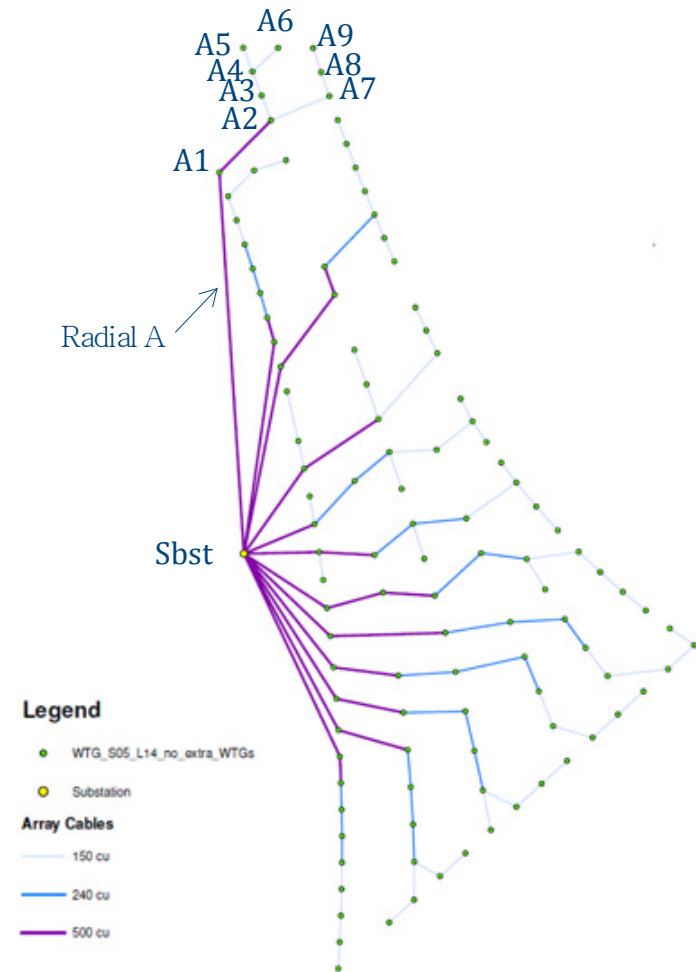 A6
A5
A9
A4
A8
A3
A7
A2
A1
Radial A
Sbst
Legend
WTG_S05_L14_no_extra_WTGs
Substation
Array Cables
150 cu
240 cu
500 cu